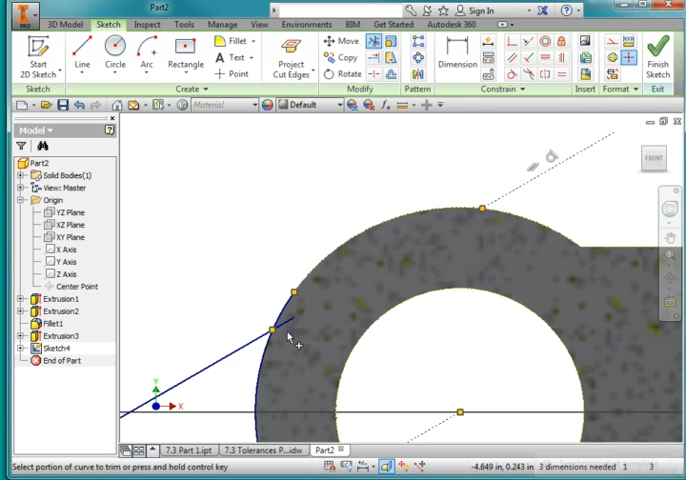 Part2
Sign In
PRO
3D Model Sketch Inspect Tools Manage View Environments BIM Get Started Autodesk 360
Start
2D Sketch
Line
Circle
Arc
Rectangle
Fillet
Text
Point
Project
Cut Edges
Move
Copy
Rotate
Dimension
Finish
Sketch
Sketch Create Modify Pattern Constrain Insert Format Exit
Material
Default
Model
Part2
Solid Bodies(1)
View: Master
Origin
YZ Plane
XZ Plane
XY Plane
X Axis
Y Axis
Z Axis
Center Point
Extrusion1
Extrusion2
Fillet1
Extrusion3
Sketch4
End of Part
FRONT
Y
X
7.3 Part 1.ipt
7.3 Tolerances P...idw
Part2
Select portion of curve to trim or press and hold control key
-4.649 in, 0.243 in 3 dimensions needed 1 3